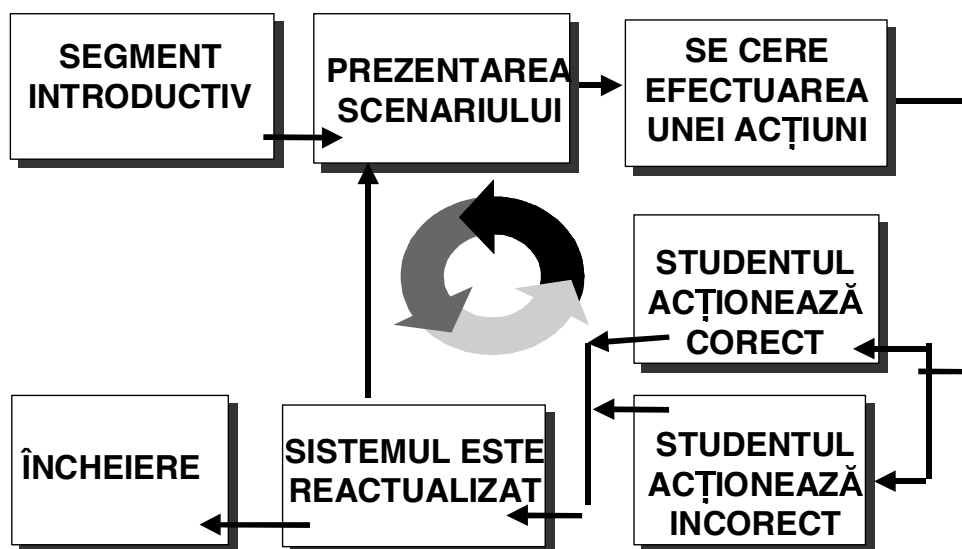 SEGMENT
INTRODUCTIV
PREZENTAREA
SCENARIULUI
SE CERE
EFECTUAREA
UNEI ACȚIUNI
STUDENTUL
ACȚIONEAZĂ
CORECT
STUDENTUL
ACȚIONEAZĂ
INCORECT
SISTEMUL ESTE
REACTUALIZAT
ÎNCHEIERE